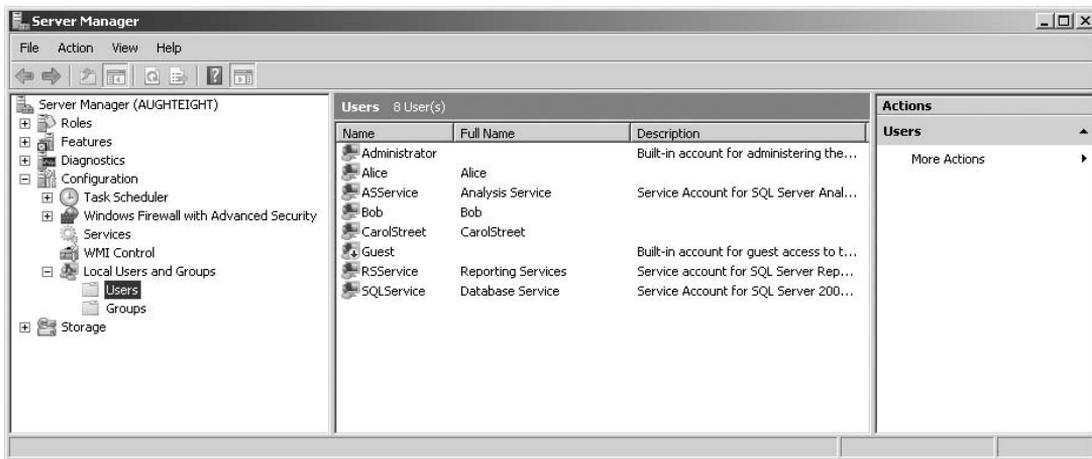 Server Manager
File Action View Help
Server Manager (AUGHTEIGHT)
Roles
Features
Diagnostics
Configuration
Task Scheduler
Windows Firewall with Advanced Security
Services
WMI Control
Local Users and Groups
Users
Groups
Storage
Users 8 User(s)
Name Full Name Description
Administrator Built-in account for administering the...
Alice Alice
ASService Analysis Service Service Account for SQL Server Anal...
Bob Bob
CarolStreet CarolStreet
Guest Built-in account for guest access to t...
RSService Reporting Services Service account for SQL Server Rep...
SQLService Database Service Service Account for SQL Server 200...
Actions
Users
More Actions